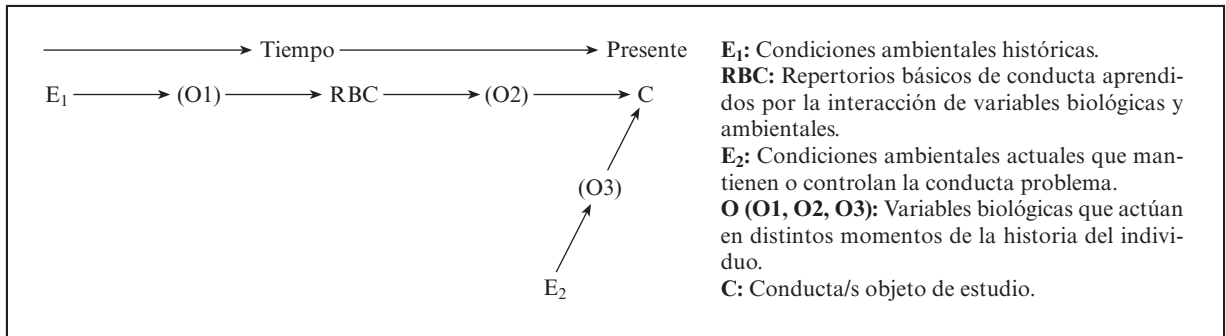 Tiempo Presente
E1 (O1) RBC (O2) C
(O3)
E2
E1: Condiciones ambientales históricas.
RBC: Repertorios básicos de conducta aprendi-
dos por la interacción de variables biológicas y
ambientales.
E2: Condiciones ambientales actuales que man-
tienen o controlan la conducta problema.
O (O1, O2, O3): Variables biológicas que actúan
en distintos momentos de la historia del indivi-
duo.
C: Conducta/s objeto de estudio.